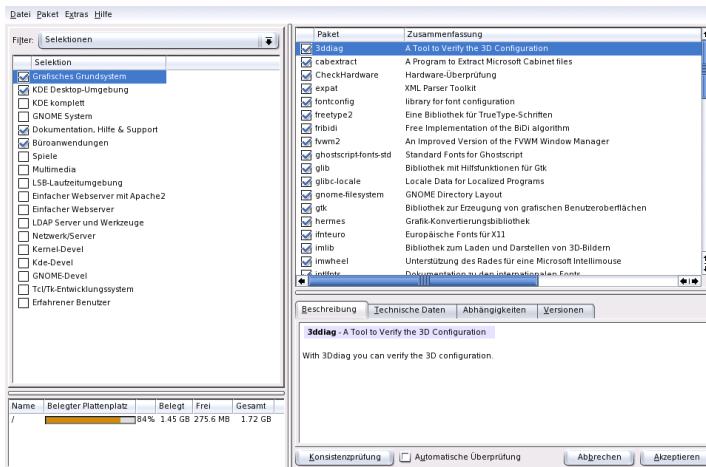 Datei Paket Extras Hilfe
Filter: Selektionen
Selektion
Grafisches Grundsystem
KDE Desktop-Umgebung
KDE komplett
GNOME System
Dokumentation, Hilfe & Support
Büroanwendungen
Spiele
Multimedia
LSB-Laufzeitumgebung
Einfacher Webserver mit Apache2
Einfacher Webserver
LDAP Server und Werkzeuge
Netzwerk/Server
Kernel-Devel
Kde-Devel
GNOME-Devel
Tcl/Tk-Entwicklungssystem
Erfahrener Benutzer
Name Belegter Plattenplatz Belegt Frei Gesamt
/ 84% 1.45 GB 275.6 MB 1.72 GB
Paket Zusammenfassung
3ddiag A Tool to Verify the 3D Configuration
cabextract A Program to Extract Microsoft Cabinet files
CheckHardware Hardware-Überprüfung
expat XML Parser Toolkit
fontconfig library for font configuration
freetype2 Eine Bibliothek für TrueType-Schriften
fribidi Free Implementation of the BiDi algorithm
fvwm2 An Improved Version of the FVWM Window Manager
ghostscript-fonts-std Standard Fonts for Ghostscript
glib Bibliothek mit Hilfsfunktionen für Gtk
glibc-locale Locale Data for Localized Programs
gnome-filesystem GNOME Directory Layout
gtk Bibliothek zur Erzeugung von grafischen Benutzeroberflächen
hermes Grafik-Konvertierungsbibliothek
ifnteuro Europäische Fonts für X11
imlib Bibliothek zum Laden und Darstellen von 3D-Bildern
imwheel Unterstützung des Rades für eine Microsoft Intellimouse
intlfnts Dokumentation zu den internationalen Fonts
Beschreibung Technische Daten Abhängigkeiten Versionen
3ddiag - A Tool to Verify the 3D Configuration
With 3Ddiag you can verify the 3D configuration.
Konsistenzprüfung Automatische Überprüfung Abbrechen Akzeptieren